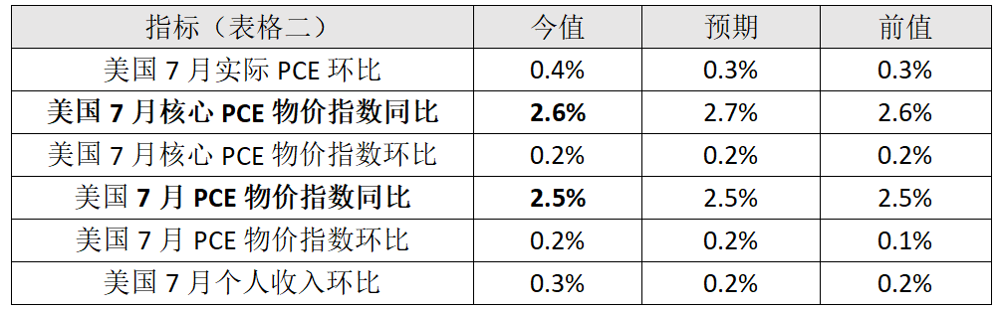 指标（表格二） 今值 预期 前值
美国 7 月实际 PCE 环比 0.4% 0.3% 0.3%
美国 7 月核心 PCE 物价指数同比 2.6% 2.7% 2.6%
美国 7 月核心 PCE 物价指数环比 0.2% 0.2% 0.2%
美国 7 月 PCE 物价指数同比 2.5% 2.5% 2.5%
美国 7 月 PCE 物价指数环比 0.2% 0.2% 0.1%
美国 7 月个人收入环比 0.3% 0.2% 0.2%